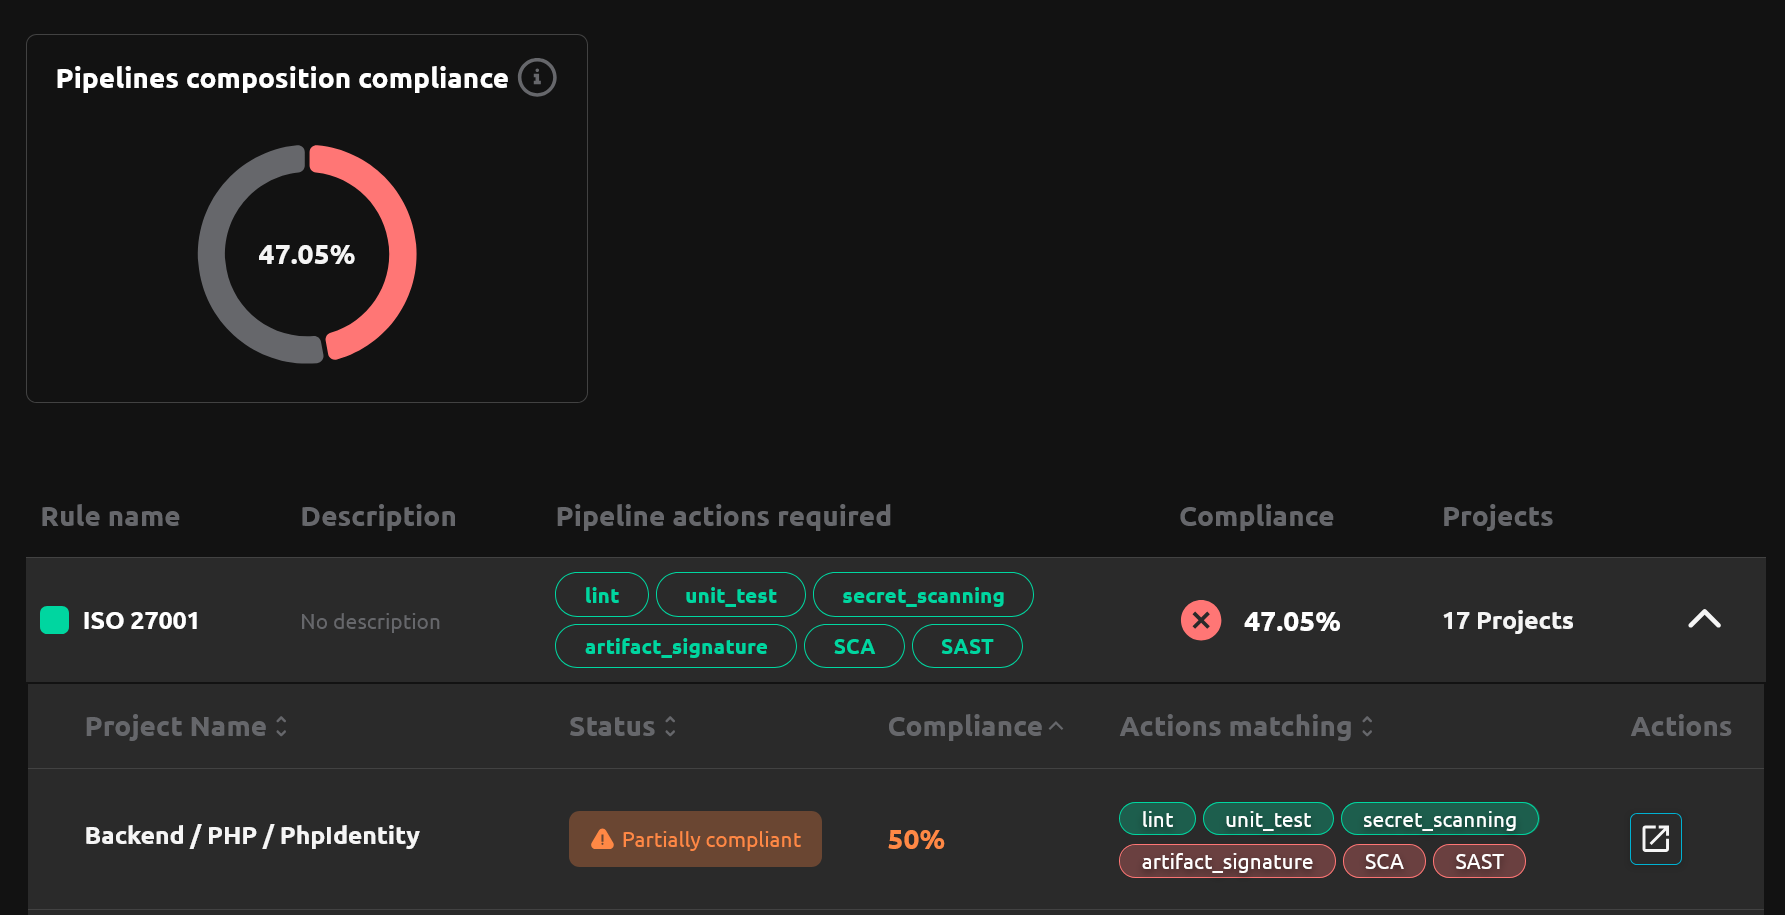 Pipelines composition compliance
47.05%
Rule name Description Pipeline actions required Compliance Projects
ISO 27001 No description lint unit_test secret_scanning artifact_signature SCA SAST 47.05% 17 Projects
Project Name Status Compliance Actions matching Actions
Backend / PHP / PhpIdentity Partially compliant 50% lint unit_test secret_scanning artifact_signature SCA SAST